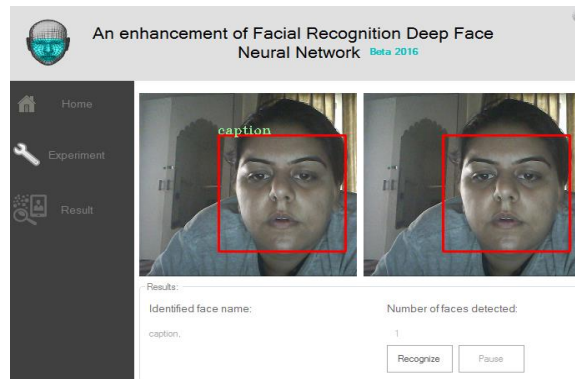 An enhancement of Facial Recognition Deep Face
Neural Network Beta 2016
Home
Experiment
Result
caption
Results:
Identified face name:
Number of faces detected:
caption,
1
Recognize
Pause